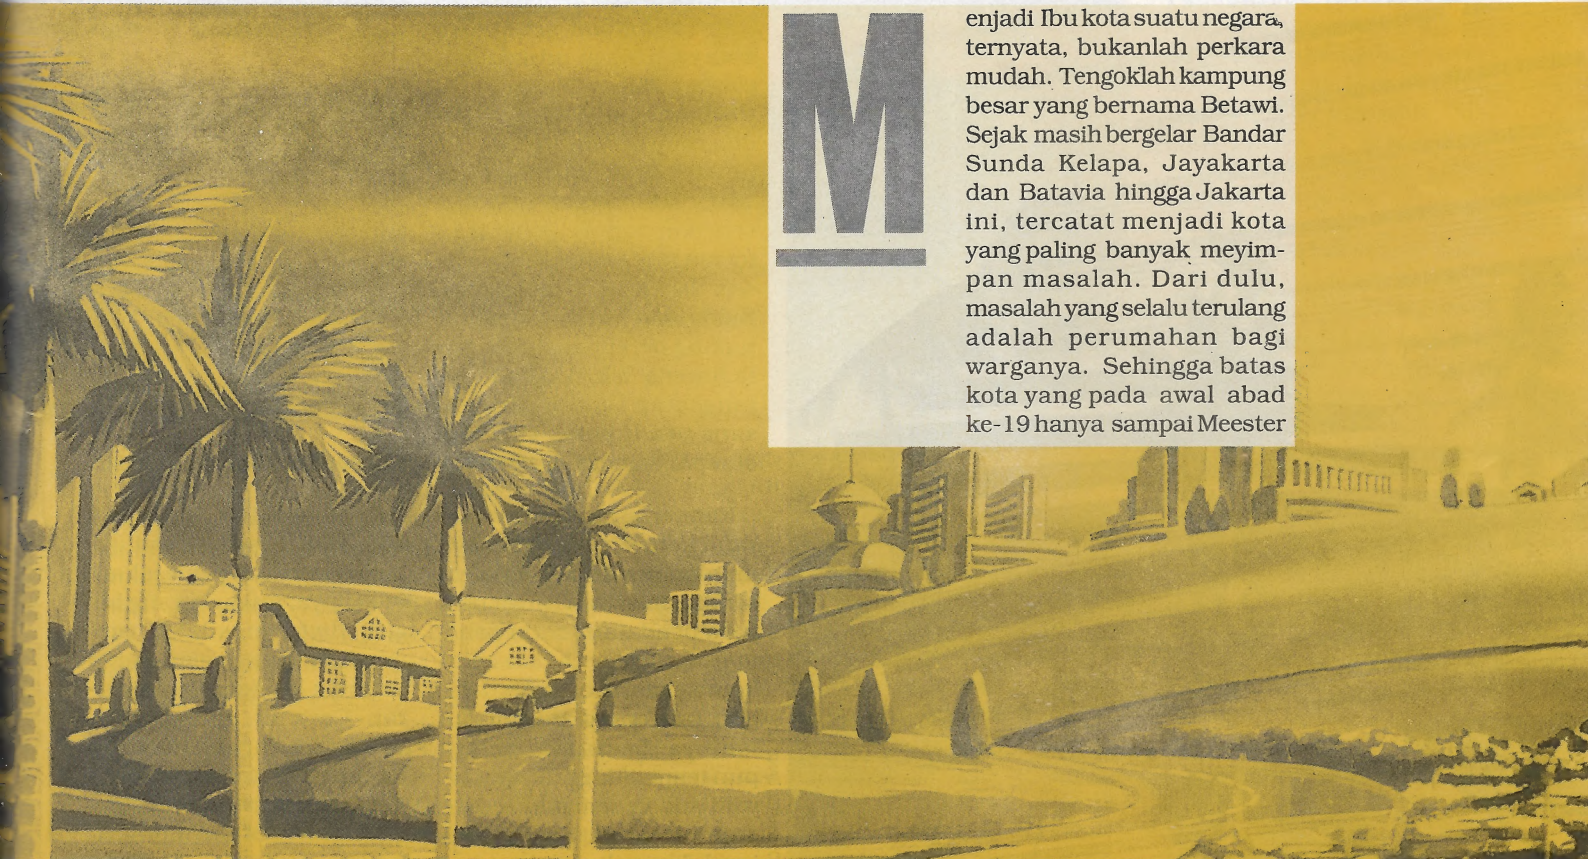 Menjadi Ibu kota suatu negara,
ternyata, bukanlah perkara
mudah. Tengoklah kampung
besar yang bernama Betawi.
Sejak masih bergelar Bandar
Sunda Kelapa, Jayakarta
dan Batavia hingga Jakarta
ini, tercatat menjadi kota
yang paling banyak meyim-
pan masalah. Dari dulu,
masalah yang selalu terulang
adalah perumahan bagi
warganya. Sehingga batas
kota yang pada awal abad
ke-19 hanya sampai Meester